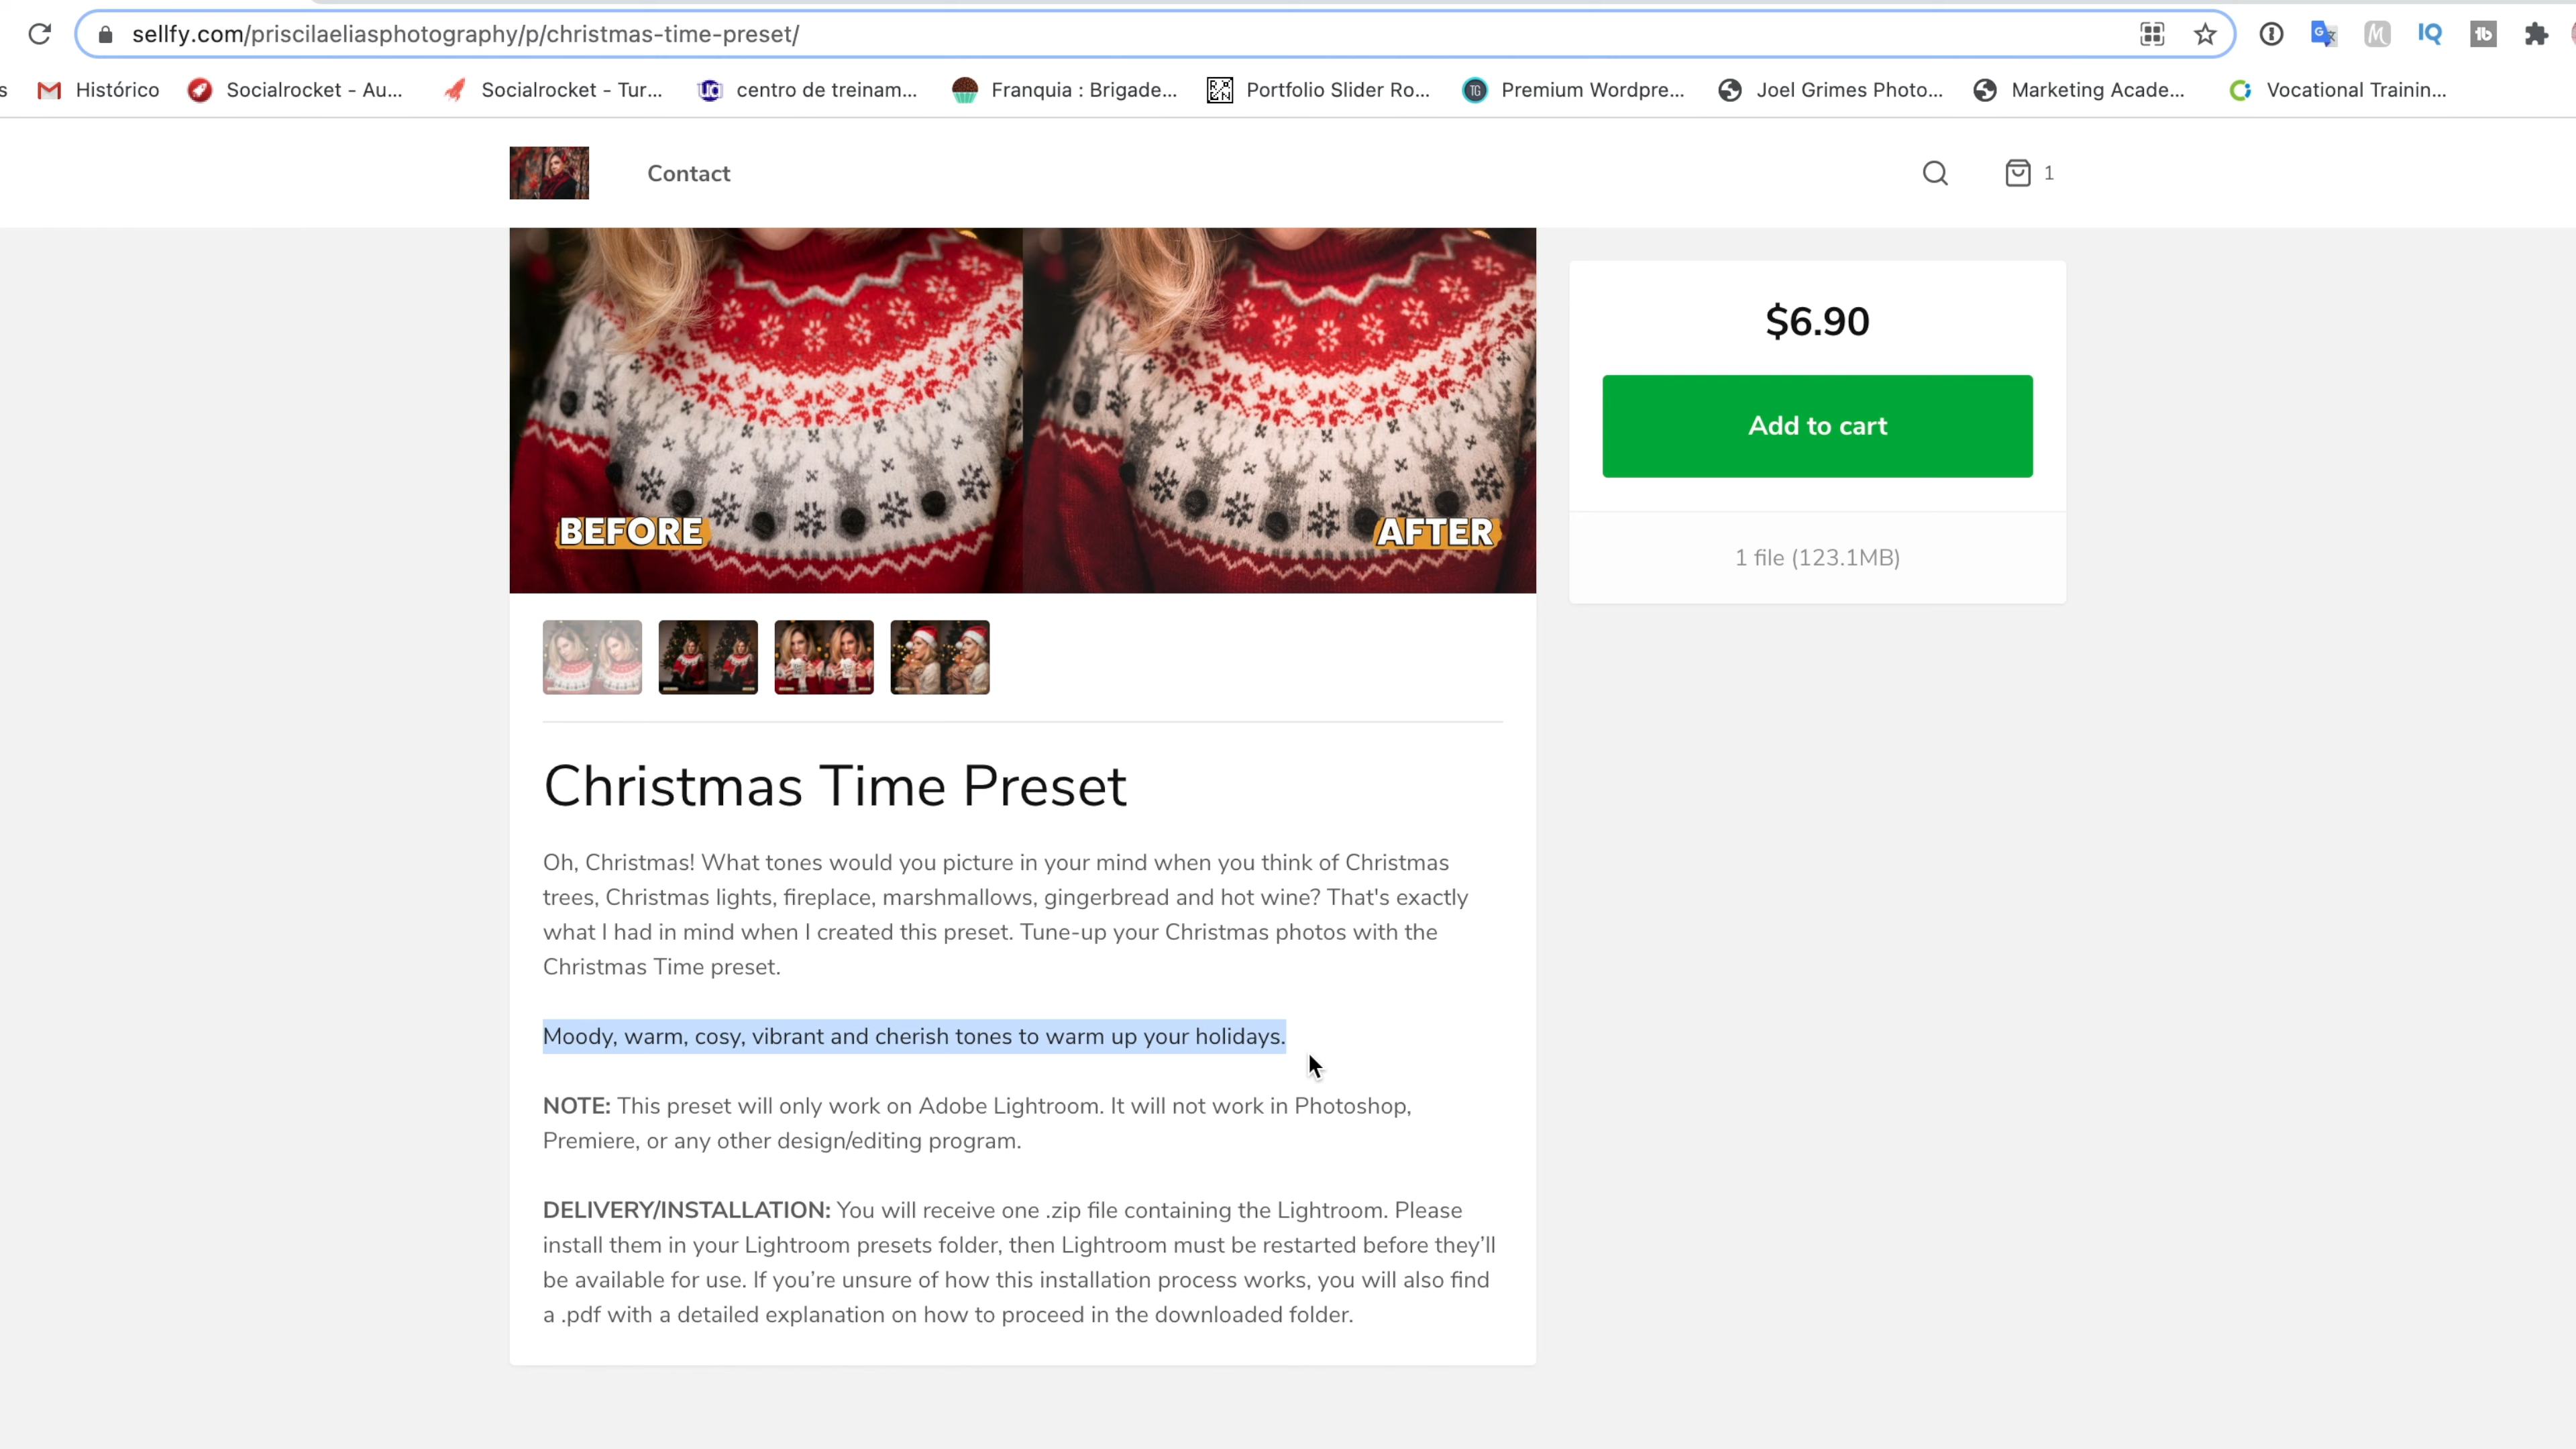 sellfy.com/priscilaeliasphotography/p/christmas-time-preset/
s Histórico Socialrocket - Au... Socialrocket - Tur... centro de treinam... Franquia : Brigade... Portfolio Slider Ro... Premium Wordpre... Joel Grimes Photo... Marketing Acade... Vocational Trainin...
Contact 1
BEFORE AFTER
$6.90
Add to cart
1 file (123.1MB)
Christmas Time Preset
Oh, Christmas! What tones would you picture in your mind when you think of Christmas
trees, Christmas lights, fireplace, marshmallows, gingerbread and hot wine? That's exactly
what I had in mind when I created this preset. Tune-up your Christmas photos with the
Christmas Time preset.
Moody, warm, cosy, vibrant and cherish tones to warm up your holidays.
NOTE: This preset will only work on Adobe Lightroom. It will not work in Photoshop,
Premiere, or any other design/editing program.
DELIVERY/INSTALLATION: You will receive one .zip file containing the Lightroom. Please
install them in your Lightroom presets folder, then Lightroom must be restarted before they’ll
be available for use. If you’re unsure of how this installation process works, you will also find
a .pdf with a detailed explanation on how to proceed in the downloaded folder.